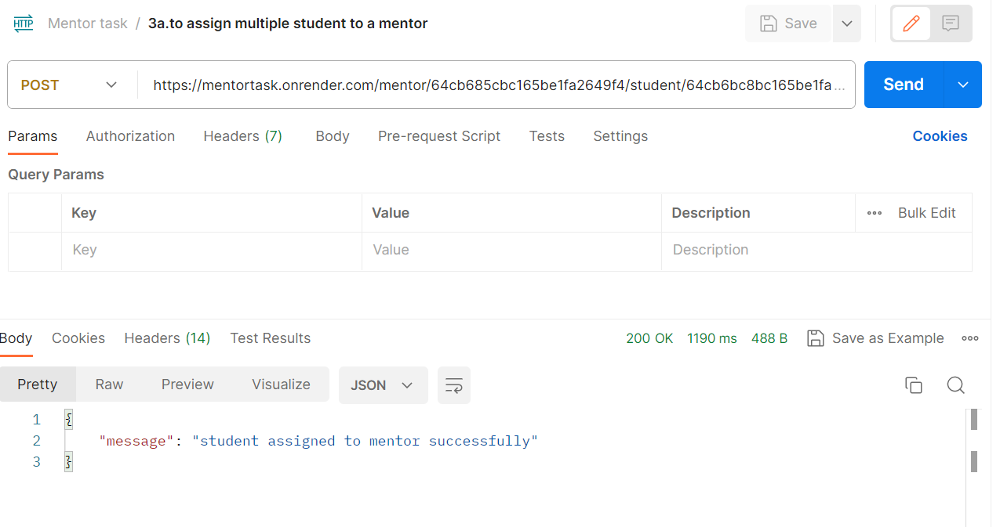 HTTP Mentor task / 3a.to assign multiple student to a mentor Save
POST https://mentortask.onrender.com/mentor/64cb685cbc165be1fa2649f4/student/64cb6bc8bc165be1fa... Send
Params Authorization Headers (7) Body Pre-request Script Tests Settings Cookies
Query Params
Key Value Description Bulk Edit
Key Value Description
Body Cookies Headers (14) Test Results 200 OK 1190 ms 488 B Save as Example
Pretty Raw Preview Visualize JSON
1 {
2 "message": "student assigned to mentor successfully"
3 }